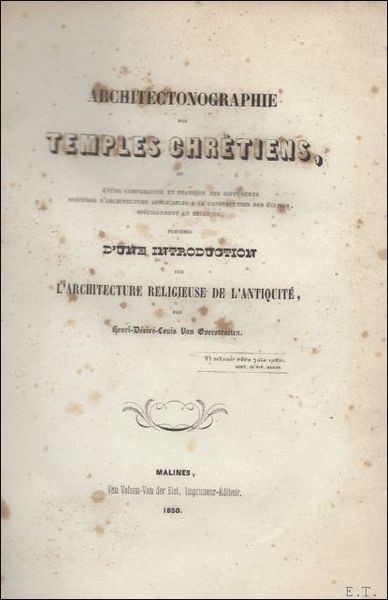 ARCHITECTONOGRAPHIE
DES
TEMPLES CHRÉTIENS,
OU
ÉTUDE COMPARATIVE ET PRATIQUE DES DIFFÉRENTS
SYSTÈMES D'ARCHITECTURE APPLICABLES A LA CONSTRUCTION DES ÉGLISES,
SPÉCIALEMENT EN BELGIQUE,
PRÉCÉDÉE
D'UNE INTRODUCTION
SUR
L'ARCHITECTURE RELIGIEUSE DE L'ANTIQUITÉ,
PAR
Henri-Désiré-Louis Van Overstraeten.
MALINES,
Van Velsen-Van der Elst, Imprimeur-Éditeur.
1850.
E.T.